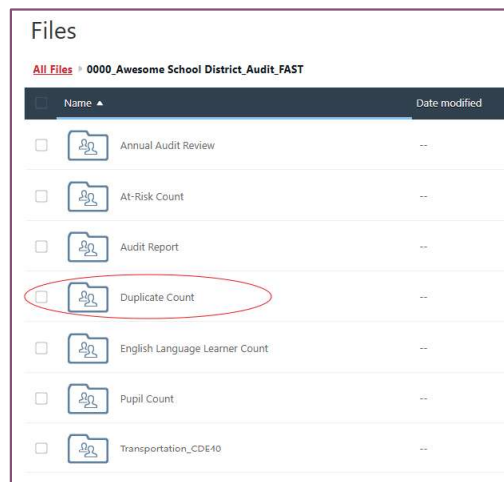 Files
All Files 0000_Awesome School District_Audit_FAST
Name Date modified
Annual Audit Review --
At-Risk Count --
Audit Report --
Duplicate Count --
English Language Learner Count --
Pupil Count --
Transportation_CDE40 --